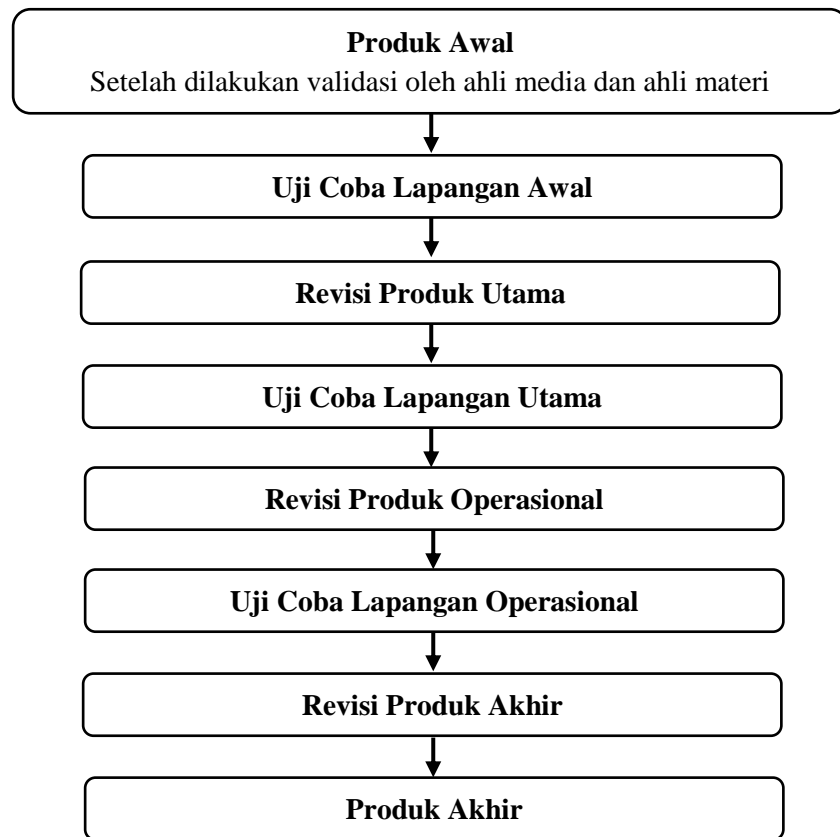 Produk Awal
Setelah dilakukan validasi oleh ahli media dan ahli materi
Uji Coba Lapangan Awal
Revisi Produk Utama
Uji Coba Lapangan Utama
Revisi Produk Operasional
Uji Coba Lapangan Operasional
Revisi Produk Akhir
Produk Akhir